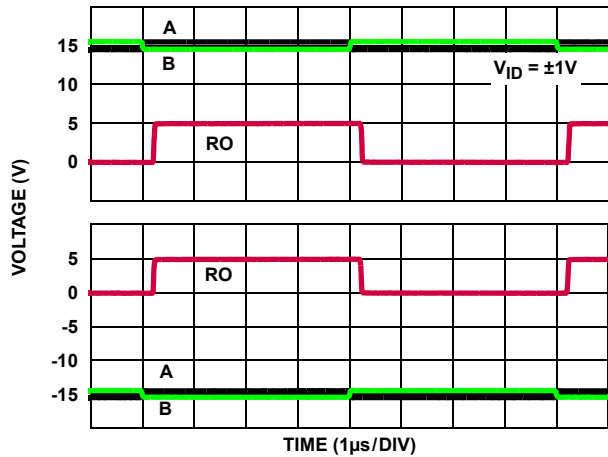 A
15
B
V_ID = ±1V
10
5
RO
0
VOLTAGE (V)
5
RO
0
-5
-10
A
-15
B
TIME (1µs/DIV)